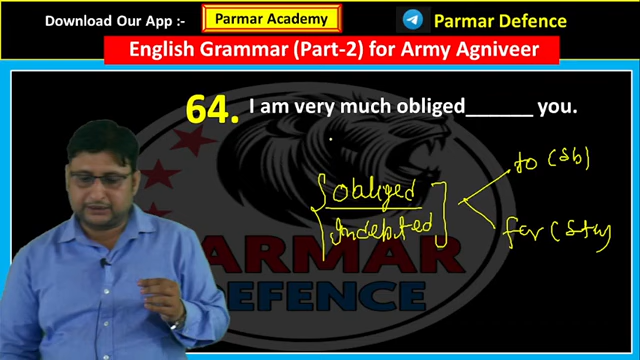 Download Our App :- Parmar Academy Parmar Defence
English Grammar (Part-2) for Army Agniveer
64. I am very much obliged______ you.
to (Sb)
Obliged
Indebted
for (Sth)
PARMAR
DEFENCE